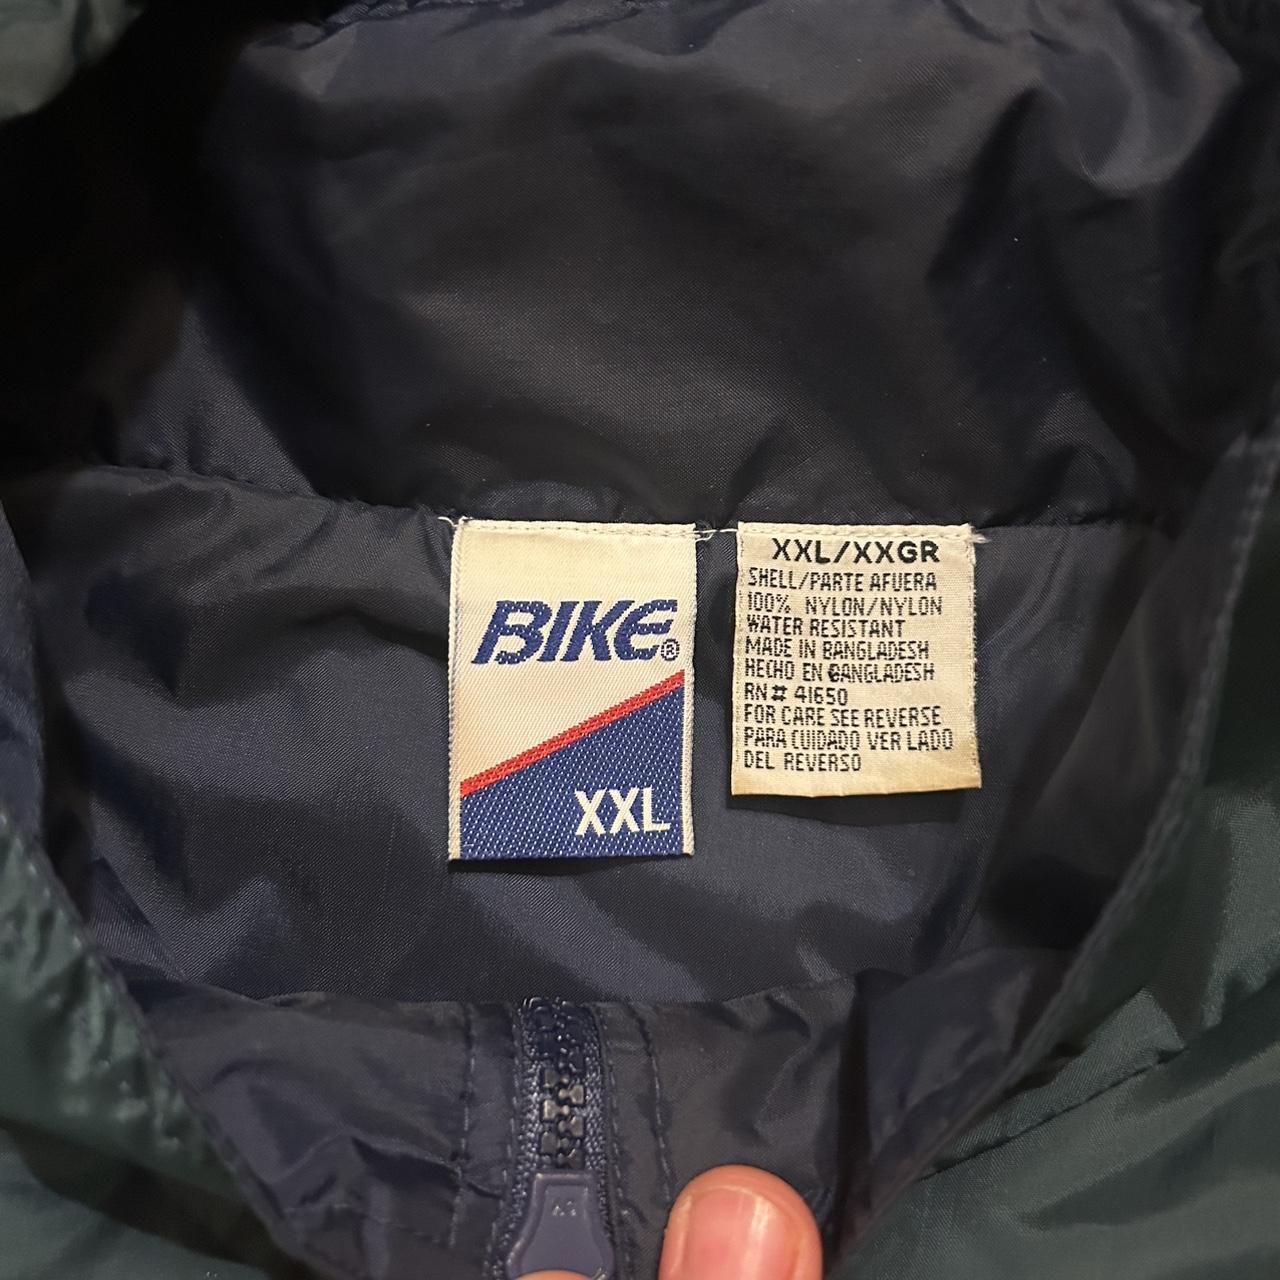 BIKE®
XXL
XXL/XXGR
SHELL/PARTE AFUERA
100% NYLON/NYLON
WATER RESISTANT
MADE IN BANGLADESH
HECHO EN BANGLADESH
RN# 41650
FOR CARE SEE REVERSE
PARA CUIDADO VER LADO
DEL REVERSO